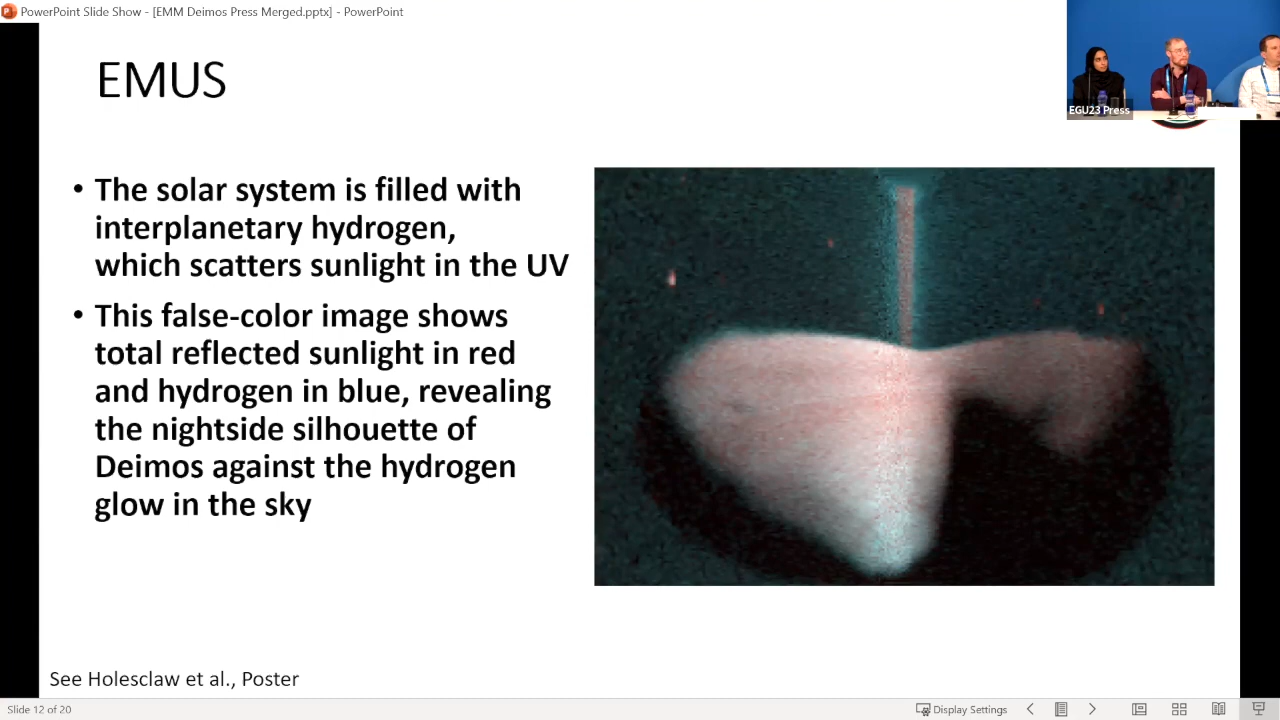 PowerPoint Slide Show - [EMM Deimos Press Merged.pptx] - PowerPoint
EGU23 Press
EMUS
• The solar system is filled with
interplanetary hydrogen,
which scatters sunlight in the UV
• This false-color image shows
total reflected sunlight in red
and hydrogen in blue, revealing
the nightside silhouette of
Deimos against the hydrogen
glow in the sky
See Holesclaw et al., Poster
Slide 12 of 20
Display Settings